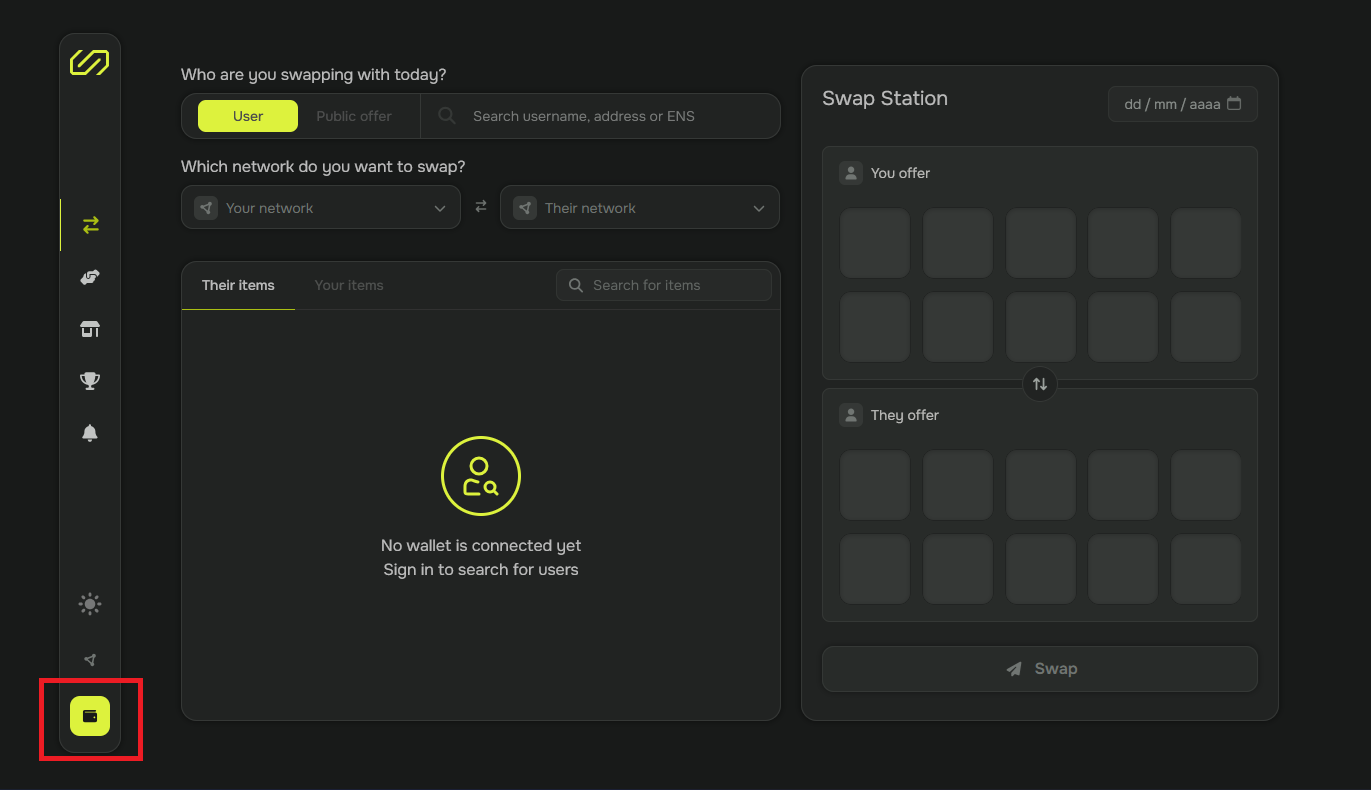 Who are you swapping with today?
User
Public offer
Search username, address or ENS
Which network do you want to swap?
Your network
Their network
Their items
Your items
Search for items
No wallet is connected yet
Sign in to search for users
Swap Station
dd / mm / aaaa
You offer
They offer
Swap